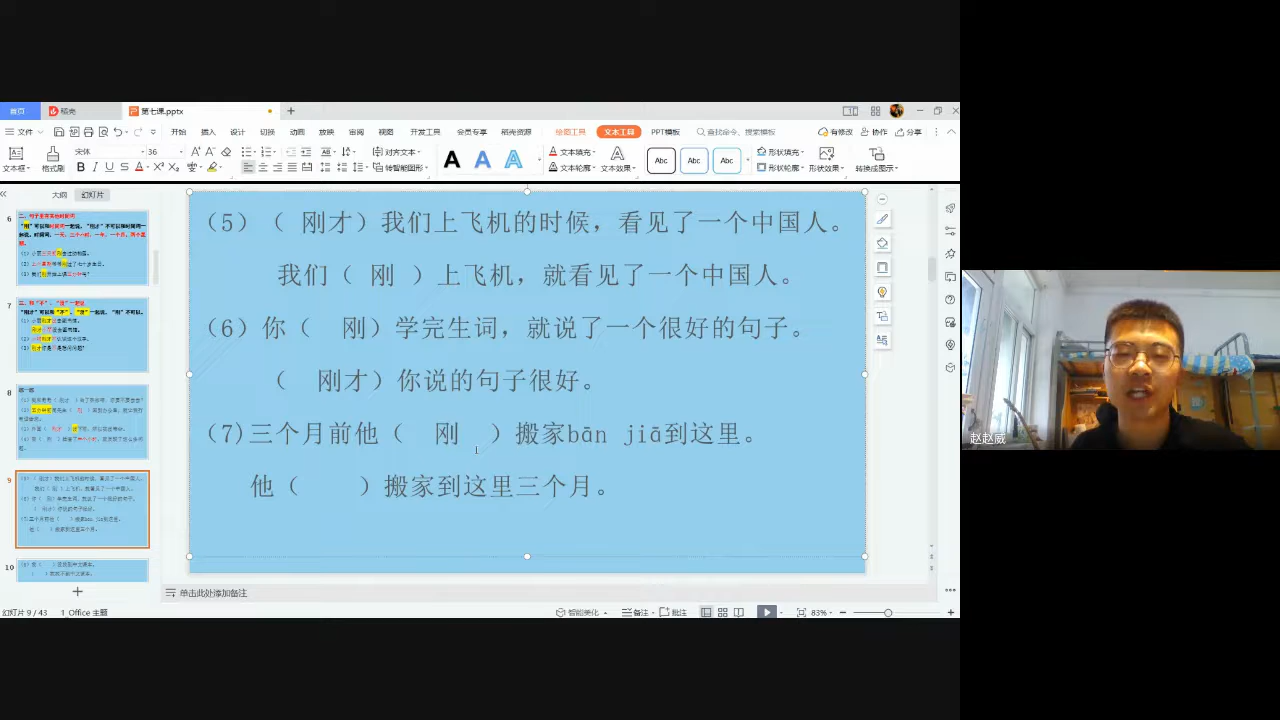 首页
稻壳
第七课.pptx
文件
开始
插入
设计
切换
动画
放映
审阅
视图
开发工具
会员专享
稻壳资源
绘图工具
文本工具
PPT模板
查找命令、搜索模板
有修改
协作
分享
文本框
格式刷
宋体
36
对齐文本
转智能图形
文本填充
文本轮廓
文本效果
Abc
Abc
Abc
形状填充
形状轮廓
形状效果
转换成图示
大纲
幻灯片
6
7
8
9
10
（5）（ 刚才）我们上飞机的时候，看见了一个中国人。
我们（ 刚 ）上飞机，就看见了一个中国人。
（6）你（ 刚）学完生词，就说了一个很好的句子。
（ 刚才）你说的句子很好。
（7）三个月前他（ 刚 ）搬家bān jiā到这里。
他（ ）搬家到这里三个月。
单击此处添加备注
幻灯片 9 / 43
1_Office 主题
智能美化
备注
批注
83%
赵赵威